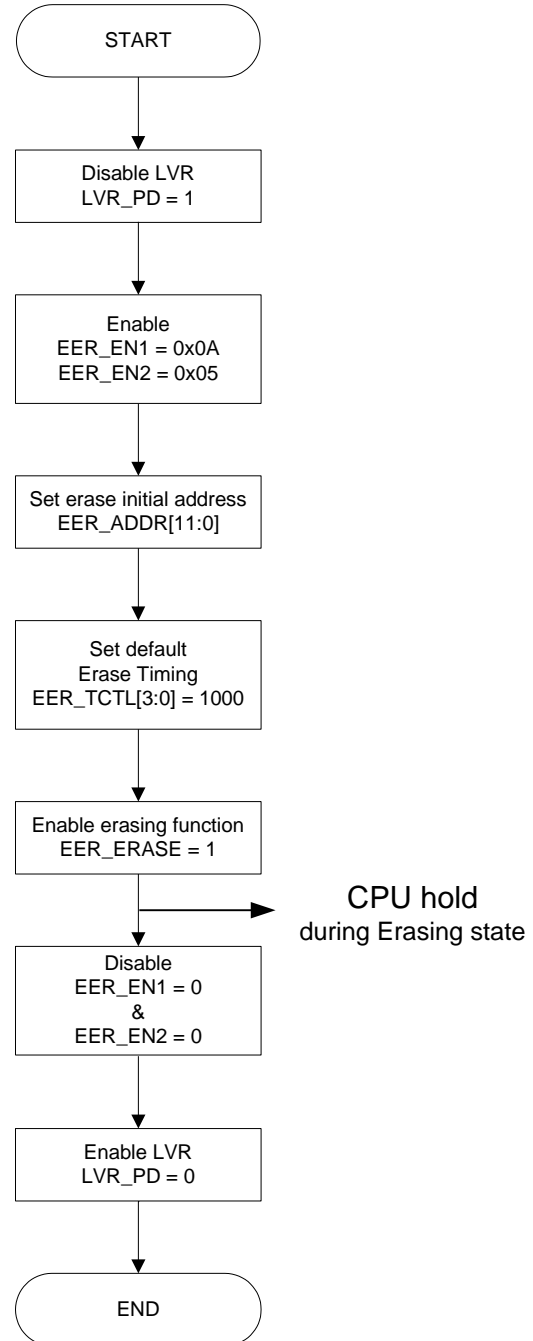 START
Disable LVR
LVR_PD = 1
Enable
EER_EN1 = 0x0A
EER_EN2 = 0x05
Set erase initial address
EER_ADDR[11:0]
Set default
Erase Timing
EER_TCTL[3:0] = 1000
Enable erasing function
EER_ERASE = 1
CPU hold
during Erasing state
Disable
EER_EN1 = 0
&
EER_EN2 = 0
Enable LVR
LVR_PD = 0
END